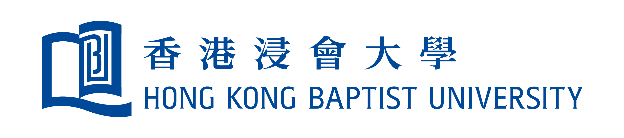 香港浸會大學
HONG KONG BAPTIST UNIVERSITY